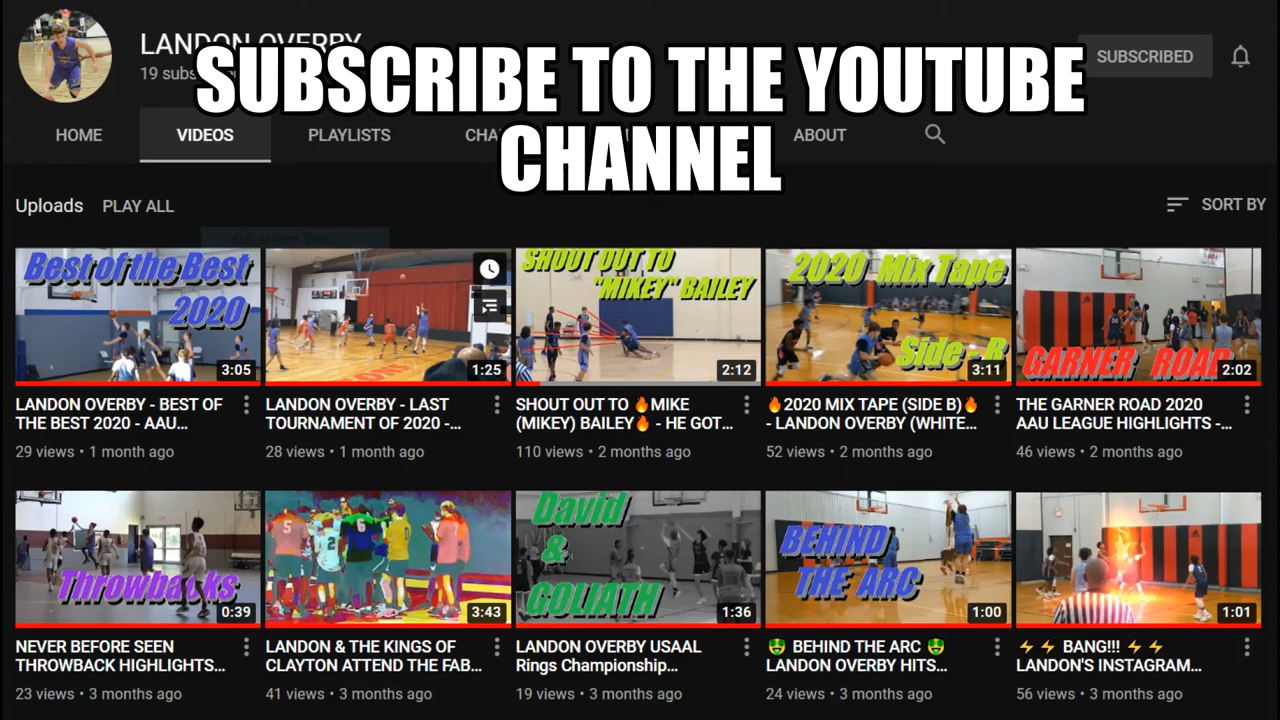 LANDON OVERBY
19
SUBSCRIBE TO THE YOUTUBE
CHANNEL
SUBSCRIBED
HOME
VIDEOS
PLAYLISTS
ABOUT
Uploads
PLAY ALL
SORT BY
Full-screen Snip
Best of the Best
2020
3:05
1:25
SHOUT OUT TO
"MIKEY" BAILEY
2:12
2020 Mix Tape
Side - B
3:11
GARNER ROAD
2:02
LANDON OVERBY - BEST OF
THE BEST 2020 - AAU...
29 views • 1 month ago
LANDON OVERBY - LAST
TOURNAMENT OF 2020 -...
28 views • 1 month ago
SHOUT OUT TO 🔥MIKE
(MIKEY) BAILEY🔥 - HE GOT...
110 views • 2 months ago
🔥2020 MIX TAPE (SIDE B)🔥
- LANDON OVERBY (WHITE...
52 views • 2 months ago
THE GARNER ROAD 2020
AAU LEAGUE HIGHLIGHTS -...
46 views • 2 months ago
Throwbacks
0:39
3:43
David
&
GOLIATH
1:36
BEHIND
THE ARC
1:00
1:01
NEVER BEFORE SEEN
THROWBACK HIGHLIGHTS...
23 views • 3 months ago
LANDON & THE KINGS OF
CLAYTON ATTEND THE FAB...
41 views • 3 months ago
LANDON OVERBY USAAL
Rings Championship...
19 views • 3 months ago
🤑 BEHIND THE ARC 🤑
LANDON OVERBY HITS...
24 views • 3 months ago
⚡⚡ BANG!!! ⚡⚡
LANDON'S INSTAGRAM...
56 views • 3 months ago